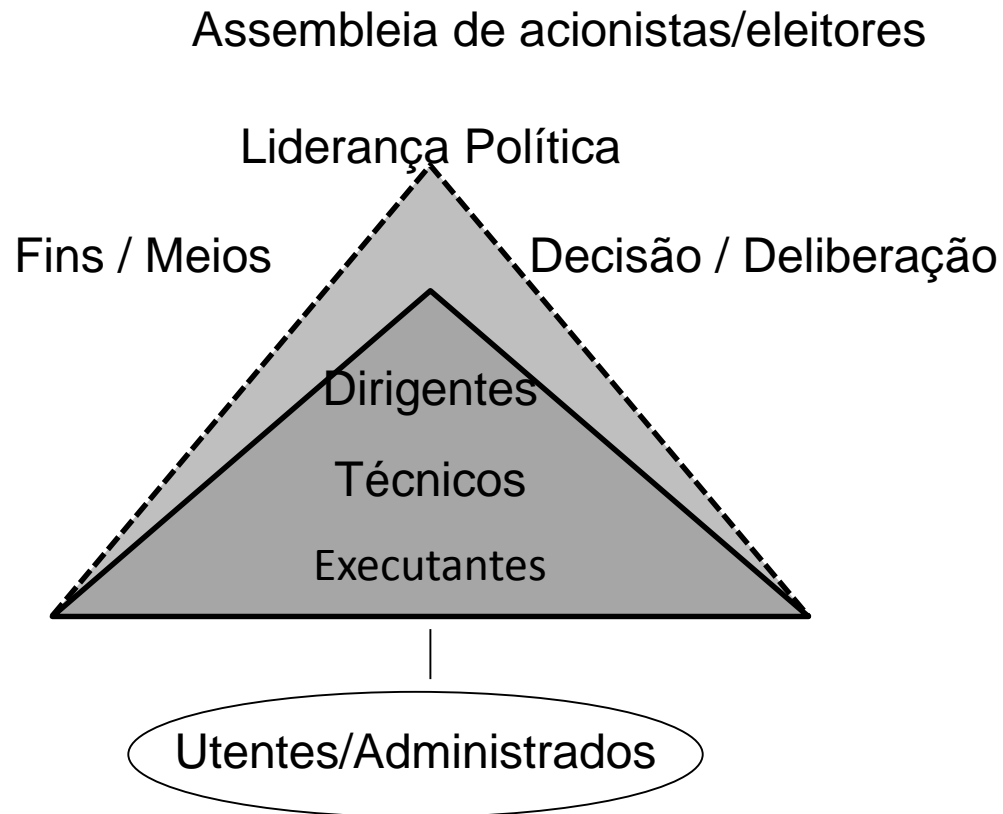 Assembleia de acionistas/eleitores
Liderança Política
Fins / Meios
Decisão / Deliberação
Dirigentes
Técnicos
Executantes
Utentes/Administrados